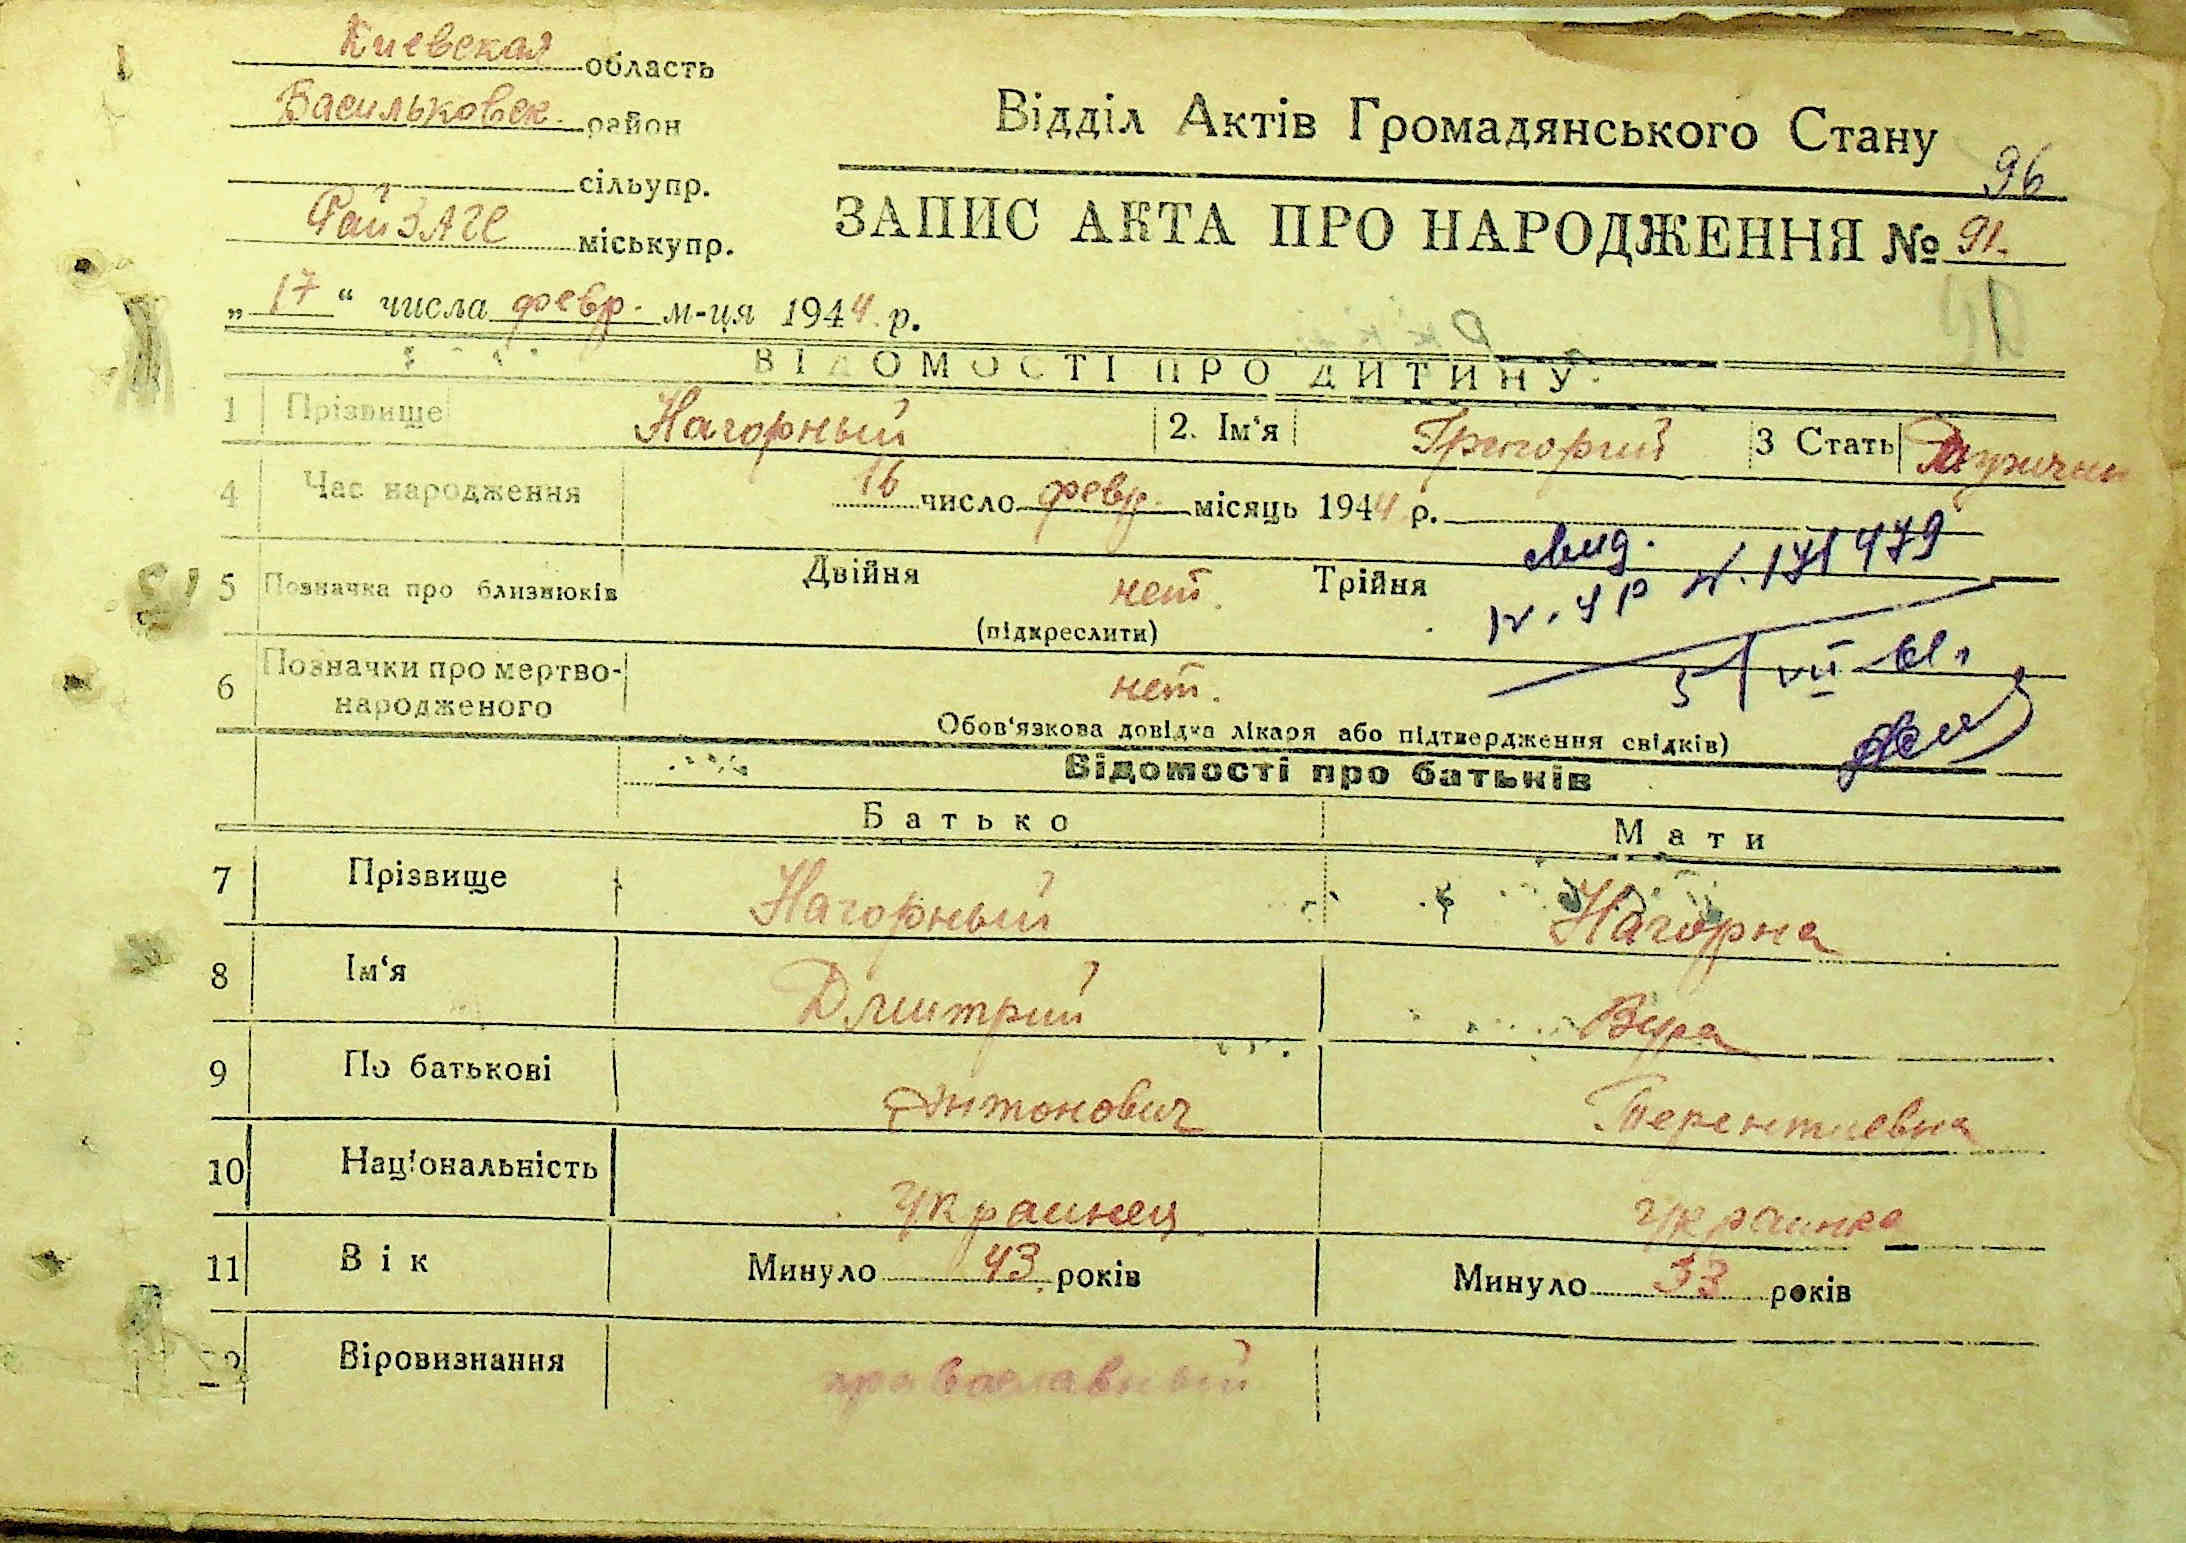 Киевская область
Васильковск. район
сільупр.
РайЗАГС міськупр.
„17“ числа февр. м-ця 1944 р.
Відділ Актів Громадянського Стану
96
ЗАПИС АКТА ПРО НАРОДЖЕННЯ № 91.
ВІДОМОСТІ ПРО ДИТИНУ
1 Прізвище Нагорный 2. Ім‘я Григорий 3 Стать
4 Час народження 16 число февр. місяць 1944 р.
5 Позначка про близнюків Двійня нет. Трійня
(підкреслити)
N. 171479
5/VII-61
6 Позначки про мертво-
народженого нет.
Обов‘язкова довідка лікаря або підтвердження свідків)
Відомості про батьків
Батько Мати
7 Прізвище Нагорный Нагорна
8 Ім‘я Дмитрий Вера
9 По батькові Антонович Терентиевна
10 Національність Украинец Украинка
11 Вік Минуло 43 років Минуло 33 років
Віровизнання православный